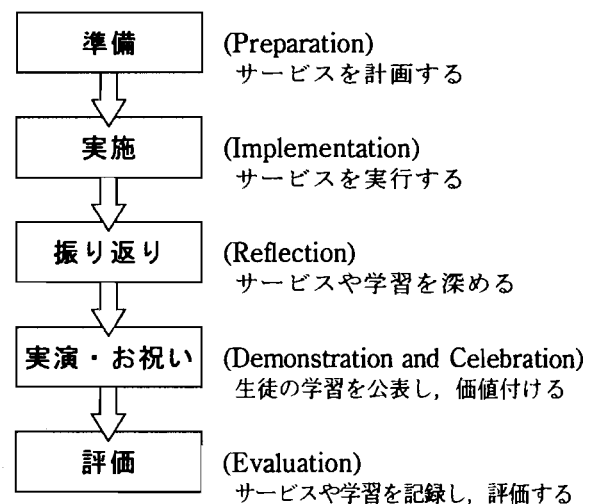 準備 (Preparation)
サービスを計画する
実施 (Implementation)
サービスを実行する
振り返り (Reflection)
サービスや学習を深める
実演・お祝い (Demonstration and Celebration)
生徒の学習を公表し，価値付ける
評価 (Evaluation)
サービスや学習を記録し，評価する